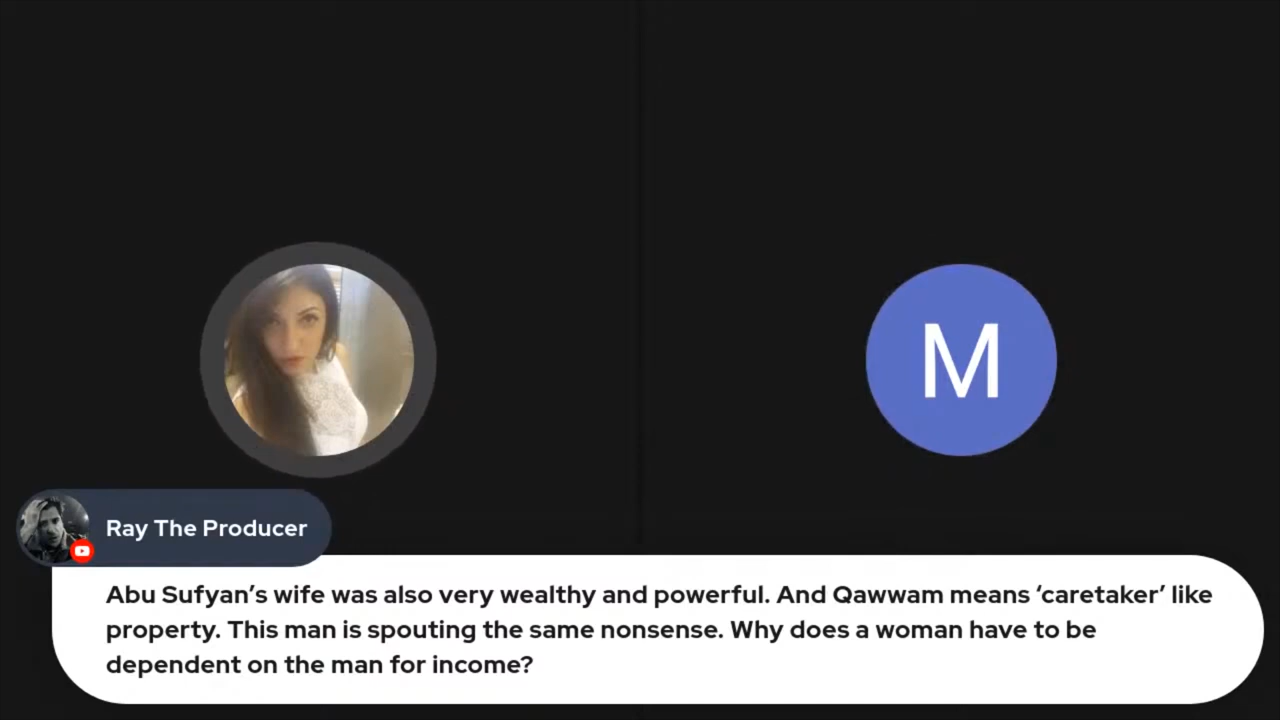 M
Ray The Producer
Abu Sufyan’s wife was also very wealthy and powerful. And Qawwam means ‘caretaker’ like
property. This man is spouting the same nonsense. Why does a woman have to be
dependent on the man for income?